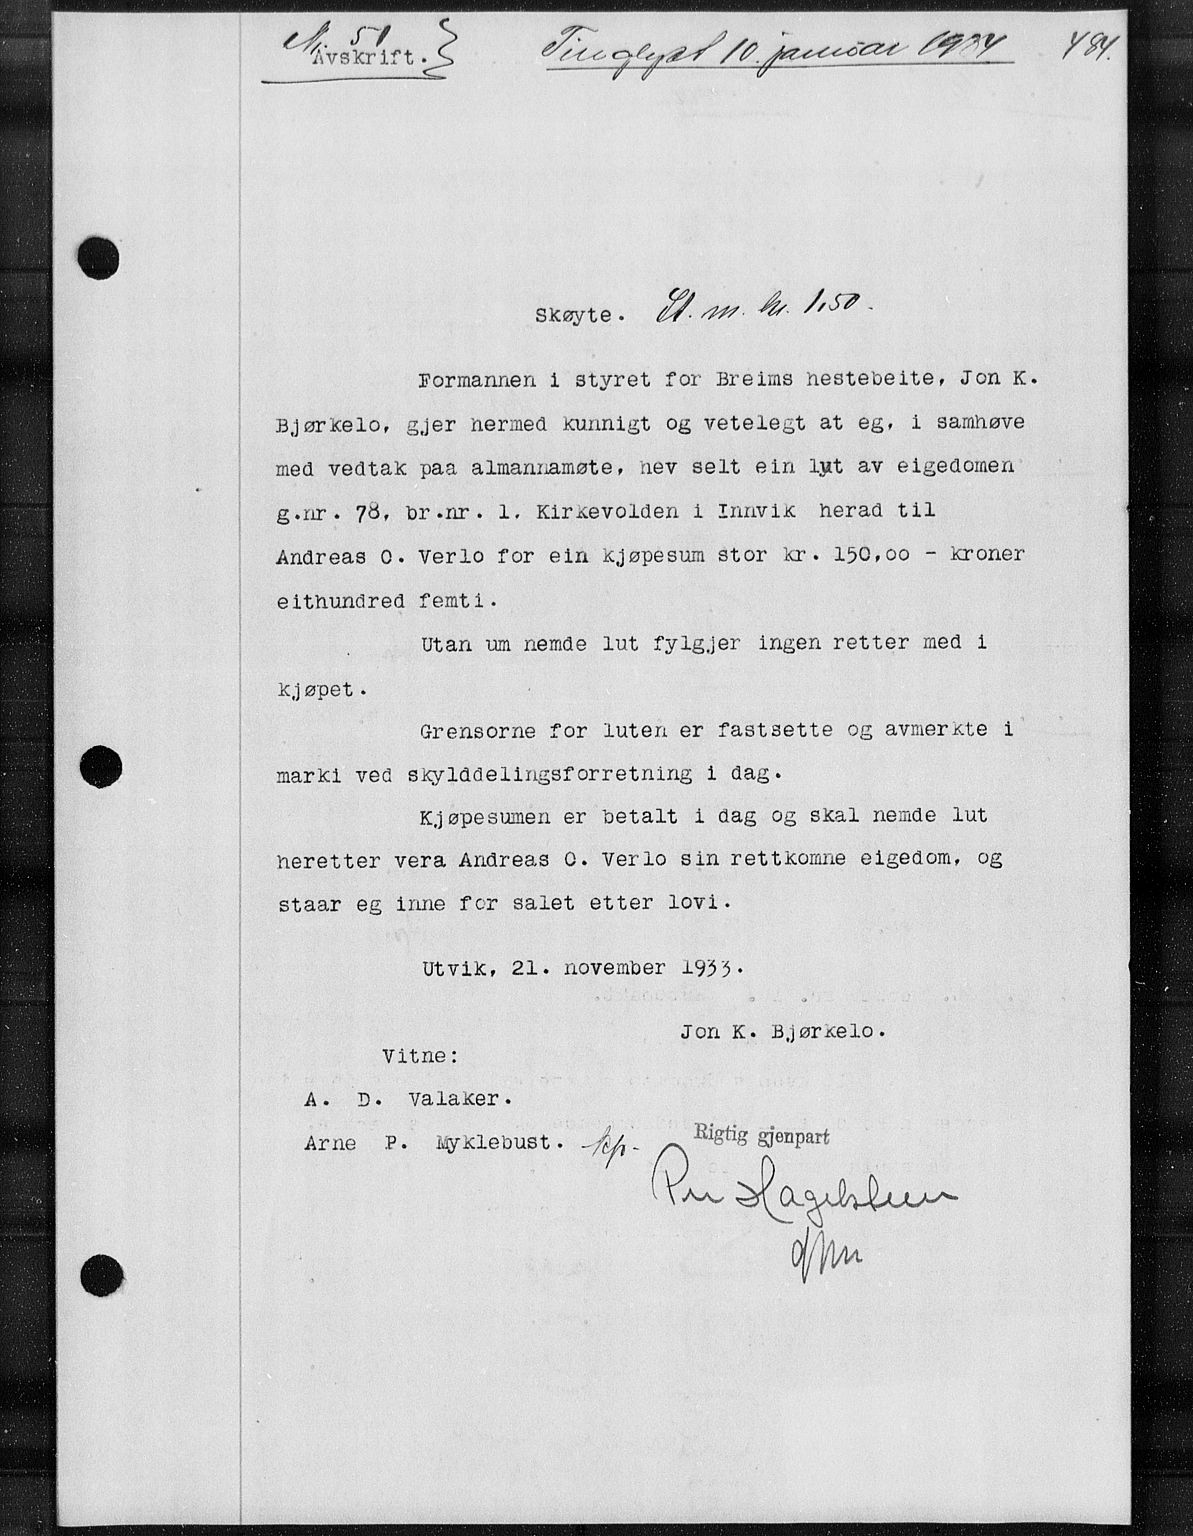 Nr. 51
Avskrift.
Tinglyst 10. januar 1934
484.
Skøyte. St. m. kr. 1,50.
Formannen i styret for Breims hestebeite, Jon K.
Bjørkelo, gjer hermed kunnigt og vetelegt at eg, i samhøve
med vedtak paa almannamøte, hev selt ein lut av eigedomen
g.nr. 78, br.nr. 1. Kirkevolden i Innvik herad til
Andreas O. Verlo for ein kjøpesum stor kr. 150,00 - kroner
eithundred femti.
Utan um nemde lut fylgjer ingen retter med i
kjøpet.
Grensorne for luten er fastsette og avmerkte i
marki ved skylddelingsforretning i dag.
Kjøpesumen er betalt i dag og skal nemde lut
heretter vera Andreas O. Verlo sin rettkomne eigedom, og
staar eg inne for salet etter lovi.
Utvik, 21. november 1933.
Jon K. Bjørkelo.
Vitne:
A. D. Valaker.
Arne P. Myklebust.
Rigtig gjenpart
Per Hagelsteen